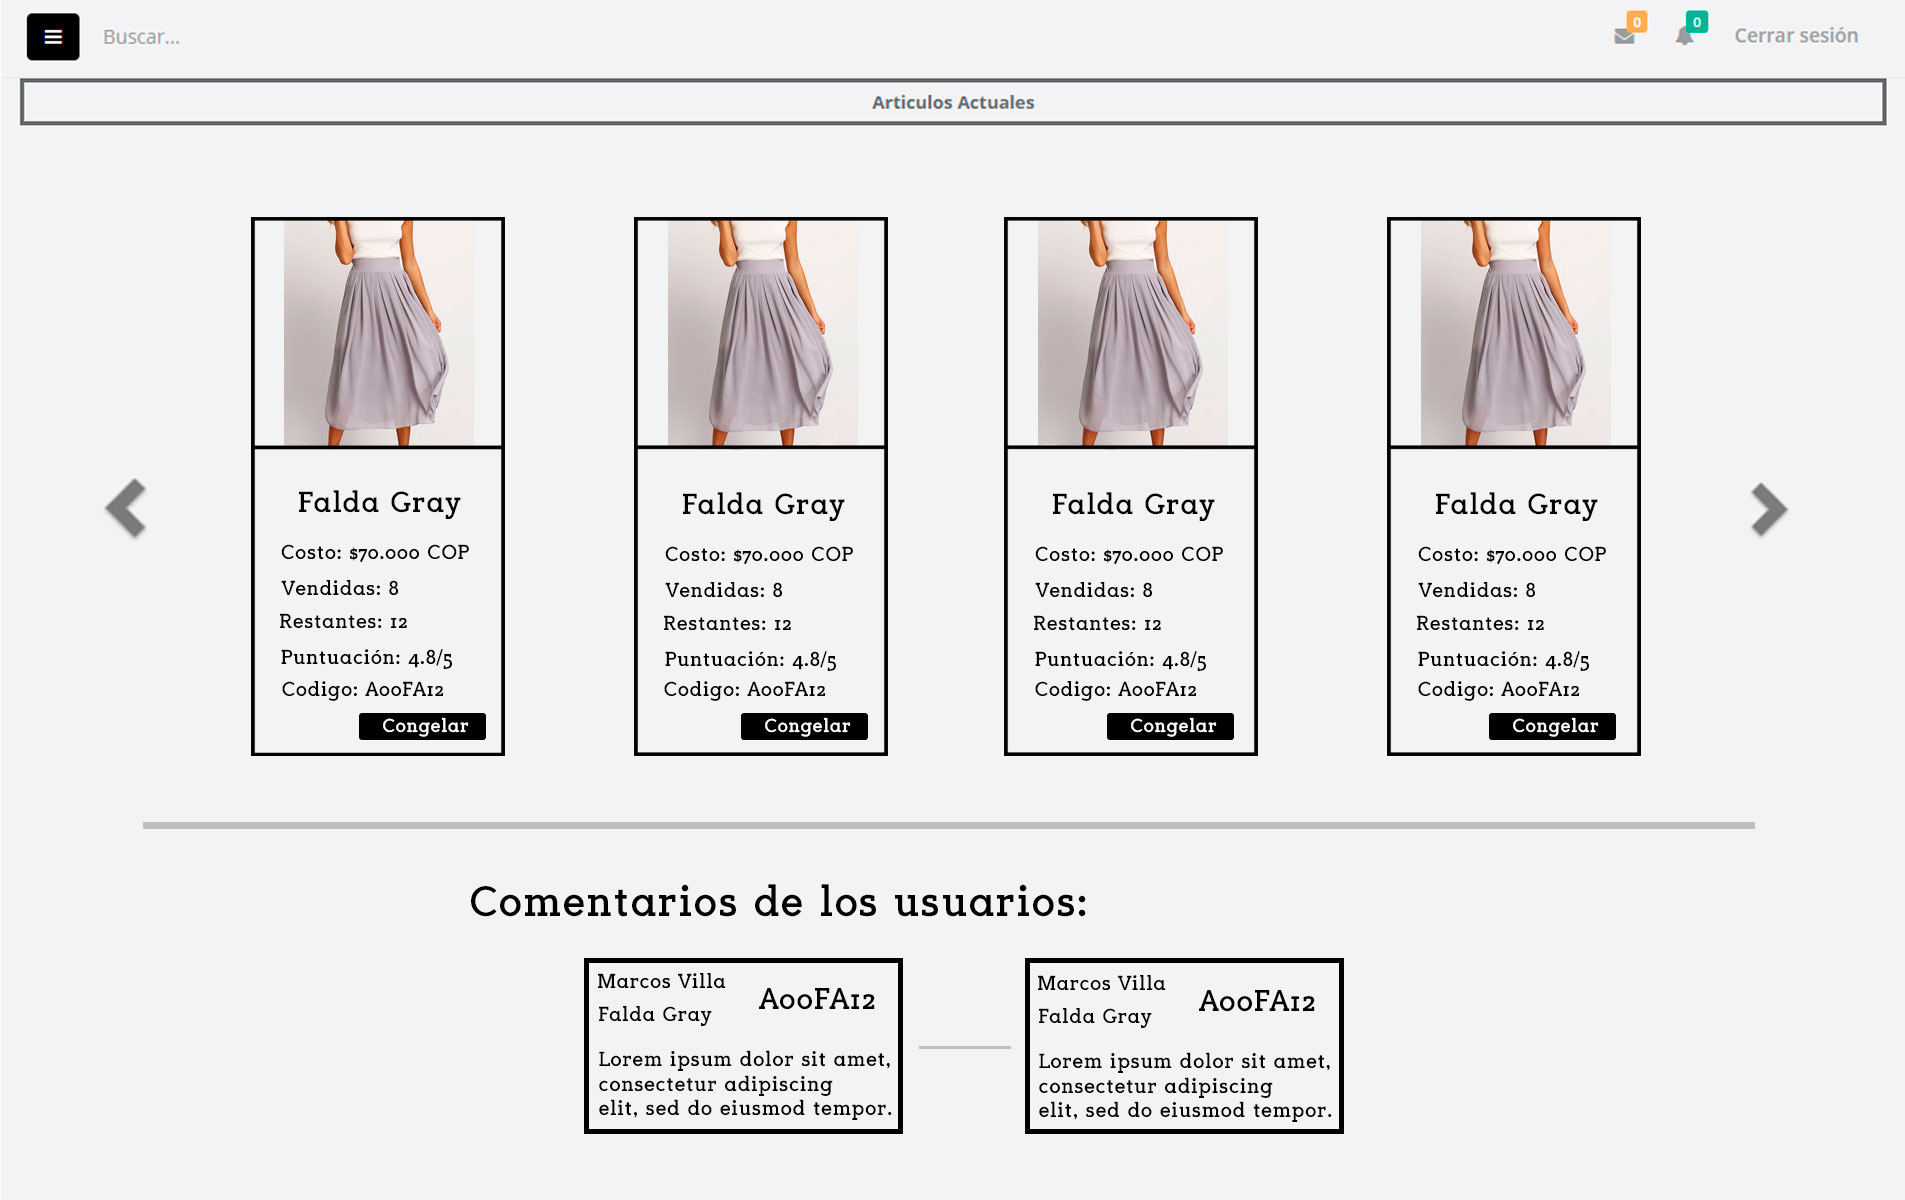 Buscar...
0
0
Cerrar sesión
Articulos Actuales
Falda Gray
Costo: $70.000 COP
Vendidas: 8
Restantes: 12
Puntuación: 4.8/5
Codigo: A00FA12
Congelar
Falda Gray
Costo: $70.000 COP
Vendidas: 8
Restantes: 12
Puntuación: 4.8/5
Codigo: A00FA12
Congelar
Falda Gray
Costo: $70.000 COP
Vendidas: 8
Restantes: 12
Puntuación: 4.8/5
Codigo: A00FA12
Congelar
Falda Gray
Costo: $70.000 COP
Vendidas: 8
Restantes: 12
Puntuación: 4.8/5
Codigo: A00FA12
Congelar
Comentarios de los usuarios:
Marcos Villa
Falda Gray
A00FA12
Lorem ipsum dolor sit amet,
consectetur adipiscing
elit, sed do eiusmod tempor.
Marcos Villa
Falda Gray
A00FA12
Lorem ipsum dolor sit amet,
consectetur adipiscing
elit, sed do eiusmod tempor.